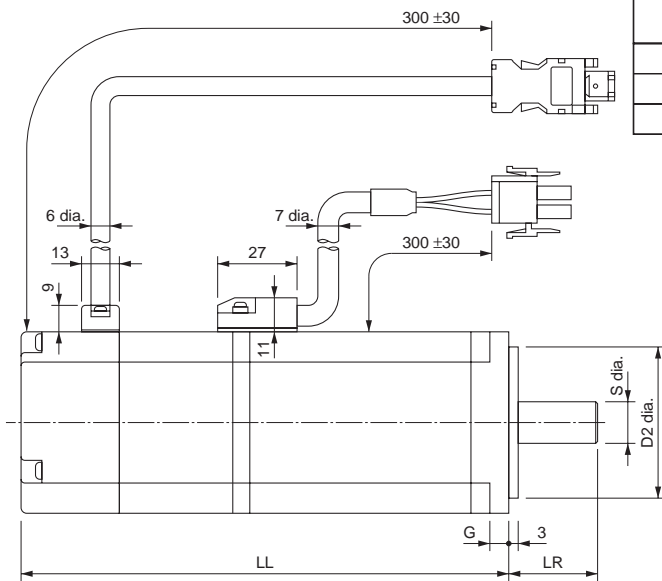 300 ±30
6 dia.
7 dia.
300 ±30
13
27
9
11
S dia.
D2 dia.
G
3
LL
LR